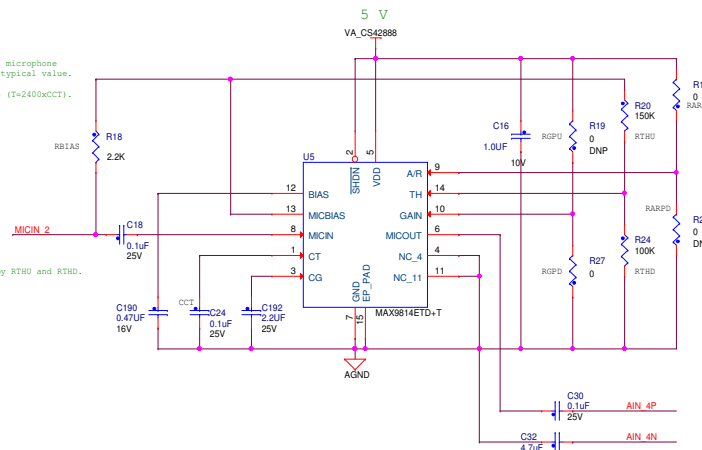 5 V
VA_CS42888
microphone
typical value.
(T=2400xCCT).
RBIAS
R18
2.2K
MICIN_2
C18
0.1uF
25V
by RTHU and RTHD.
C190
0.47UF
16V
CCT
C24
0.1uF
25V
C192
2.2UF
25V
U5
2
5
SHDN
VDD
12
BIAS
13
MICBIAS
8
MICIN
1
CT
3
CG
A/R
9
TH
14
GAIN
10
MICOUT
6
NC_4
4
NC_11
11
GND
EP_PAD
7
15
MAX9814ETD+T
AGND
C16
1.0UF
10V
RGPU
R19
0
DNP
R20
150K
RTHU
0
RARPD
RGPD
R27
0
R24
100K
RTHD
0
C30
0.1uF
25V
AIN_4P
C32
4.7uF
AIN_4N